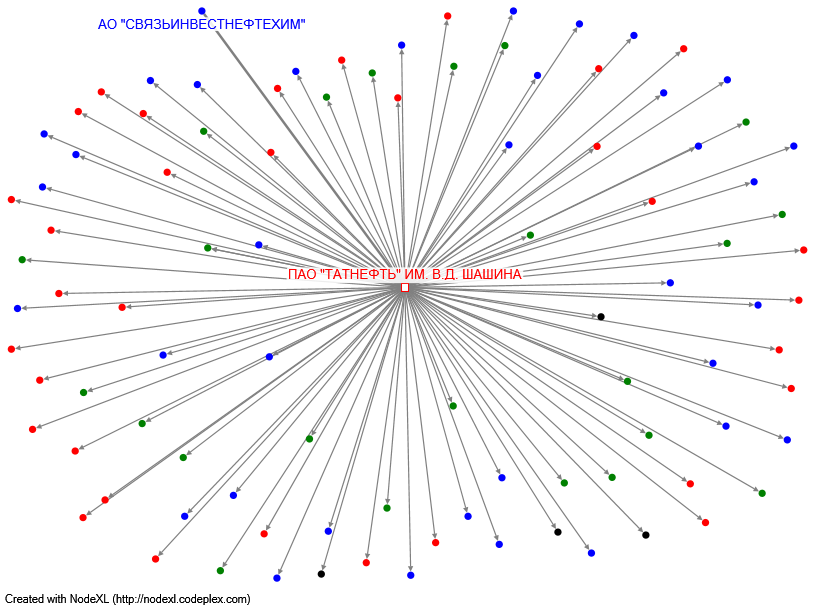 АО "СВЯЗЬИНВЕСТНЕФТЕХИМ"
ПАО "ТАТНЕФТЬ" ИМ. В.Д. ШАШИНА
Created with NodeXL (http://nodexl.codeplex.com)